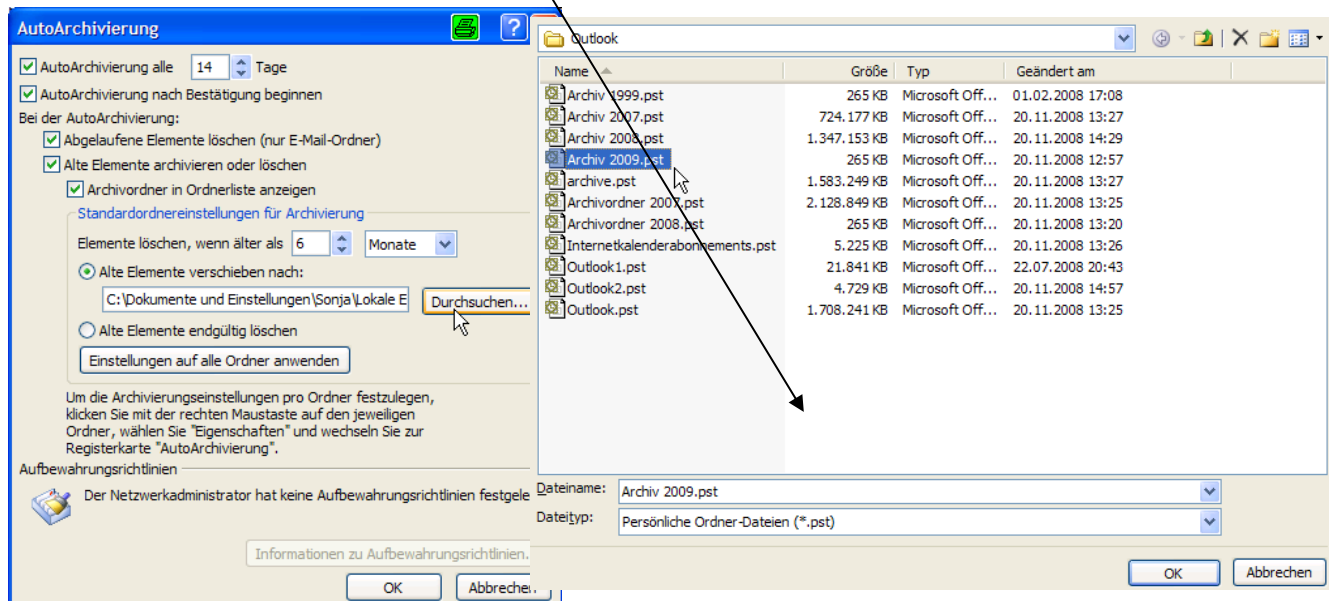 AutoArchivierung
AutoArchivierung alle 14 Tage
AutoArchivierung nach Bestätigung beginnen
Bei der AutoArchivierung:
Abgelaufene Elemente löschen (nur E-Mail-Ordner)
Alte Elemente archivieren oder löschen
Archivordner in Ordnerliste anzeigen
Standardordnereinstellungen für Archivierung
Elemente löschen, wenn älter als 6 Monate
Alte Elemente verschieben nach:
C:\Dokumente und Einstellungen\Sonja\Lokale E Durchsuchen...
Alte Elemente endgültig löschen
Einstellungen auf alle Ordner anwenden
Um die Archivierungseinstellungen pro Ordner festzulegen,
klicken Sie mit der rechten Maustaste auf den jeweiligen
Ordner, wählen Sie "Eigenschaften" und wechseln Sie zur
Registerkarte "AutoArchivierung".
Aufbewahrungsrichtlinien
Der Netzwerkadministrator hat keine Aufbewahrungsrichtlinien festgele
Informationen zu Aufbewahrungsrichtlinien.
OK Abbrechen
Outlook
Name Größe Typ Geändert am
Archiv 1999.pst 265 KB Microsoft Off... 01.02.2008 17:08
Archiv 2007.pst 724.177 KB Microsoft Off... 20.11.2008 13:27
Archiv 2008.pst 1.347.153 KB Microsoft Off... 20.11.2008 14:29
Archiv 2009.pst 265 KB Microsoft Off... 20.11.2008 12:57
archive.pst 1.583.249 KB Microsoft Off... 20.11.2008 13:27
Archivordner 2007.pst 2.128.849 KB Microsoft Off... 20.11.2008 13:25
Archivordner 2008.pst 265 KB Microsoft Off... 20.11.2008 13:20
Internetkalenderabonnements.pst 5.225 KB Microsoft Off... 20.11.2008 13:26
Outlook1.pst 21.841 KB Microsoft Off... 22.07.2008 20:43
Outlook2.pst 4.729 KB Microsoft Off... 20.11.2008 14:57
Outlook.pst 1.708.241 KB Microsoft Off... 20.11.2008 13:25
Dateiname: Archiv 2009.pst
Dateityp: Persönliche Ordner-Dateien (*.pst)
OK Abbrechen